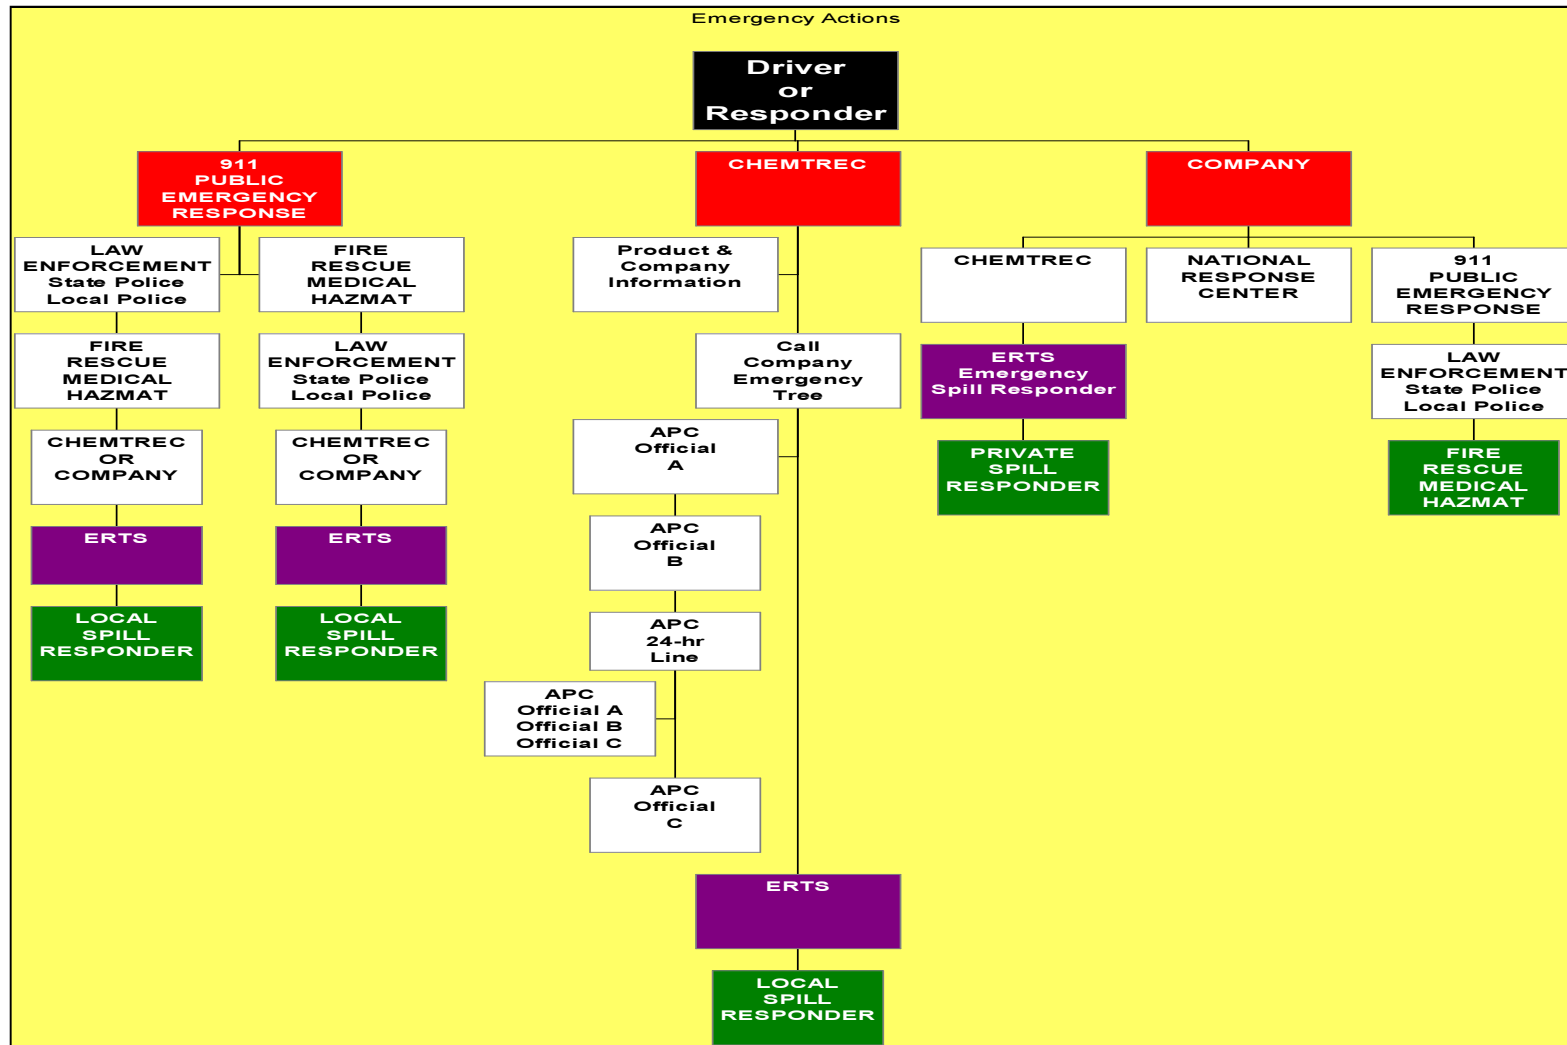 Emergency Actions
Driver
or
Responder
911
PUBLIC
EMERGENCY
RESPONSE
CHEMTREC
COMPANY
LAW
ENFORCEMENT
State Police
Local Police
FIRE
RESCUE
MEDICAL
HAZMAT
Product &
Company
Information
CHEMTREC
NATIONAL
RESPONSE
CENTER
911
PUBLIC
EMERGENCY
RESPONSE
FIRE
RESCUE
MEDICAL
HAZMAT
LAW
ENFORCEMENT
State Police
Local Police
Call
Company
Emergency
Tree
ERTS
Emergency
Spill Responder
LAW
ENFORCEMENT
State Police
Local Police
CHEMTREC
OR
COMPANY
CHEMTREC
OR
COMPANY
APC
Official
A
PRIVATE
SPILL
RESPONDER
FIRE
RESCUE
MEDICAL
HAZMAT
ERTS
ERTS
APC
Official
B
LOCAL
SPILL
RESPONDER
LOCAL
SPILL
RESPONDER
APC
24-hr
Line
APC
Official A
Official B
Official C
APC
Official
C
ERTS
LOCAL
SPILL
RESPONDER